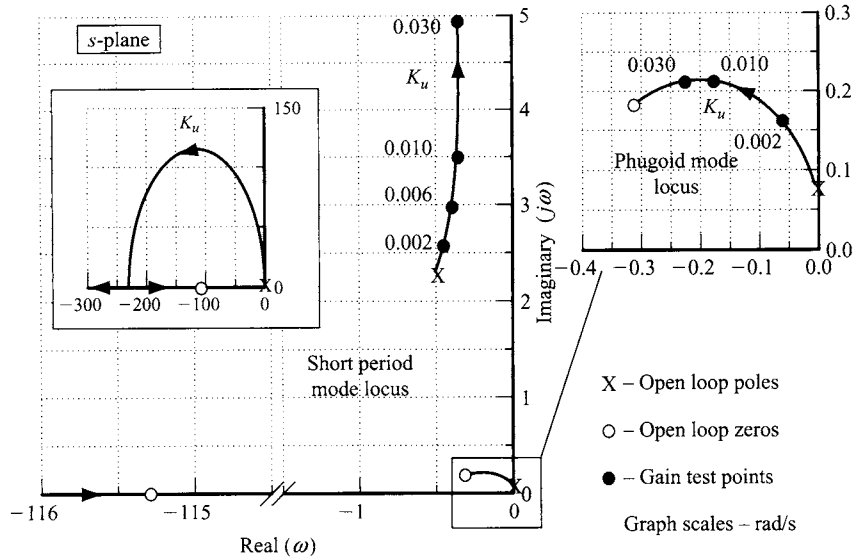 s-plane
150
K_u
0
−300 −200 −100 0
5
0.030
K_u
4
0.010
0.006
3
0.002
2
1
0
Imaginary (jω)
Short period
mode locus
−116 −115 −1 0
Real (ω)
0.3
0.030 0.010
0.2
K_u
0.002
Phugoid mode
locus
0.1
0.0
−0.4 −0.3 −0.2 −0.1 0.0
X – Open loop poles
– Open loop zeros
– Gain test points
Graph scales – rad/s